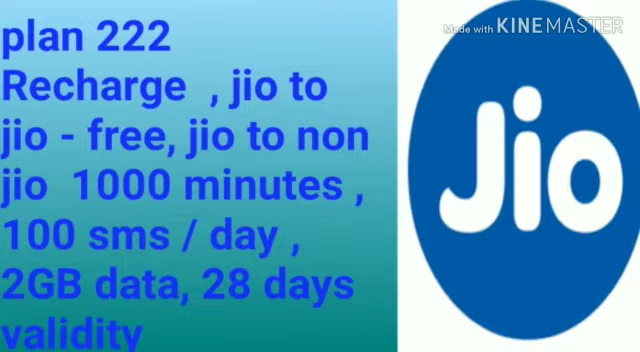 plan 222
Recharge , jio to
jio - free, jio to non
jio 1000 minutes ,
100 sms / day ,
2GB data, 28 days
validity
Made with KINEMASTER
Jio